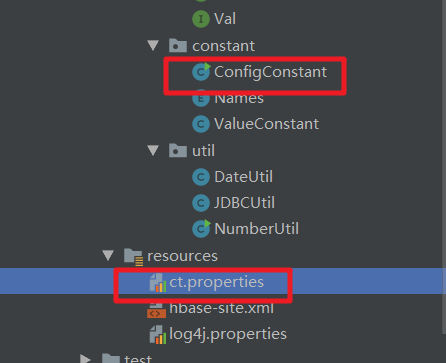 Val
constant
ConfigConstant
Names
ValueConstant
util
DateUtil
JDBCUtil
NumberUtil
resources
ct.properties
hbase-site.xml
log4j.properties
test